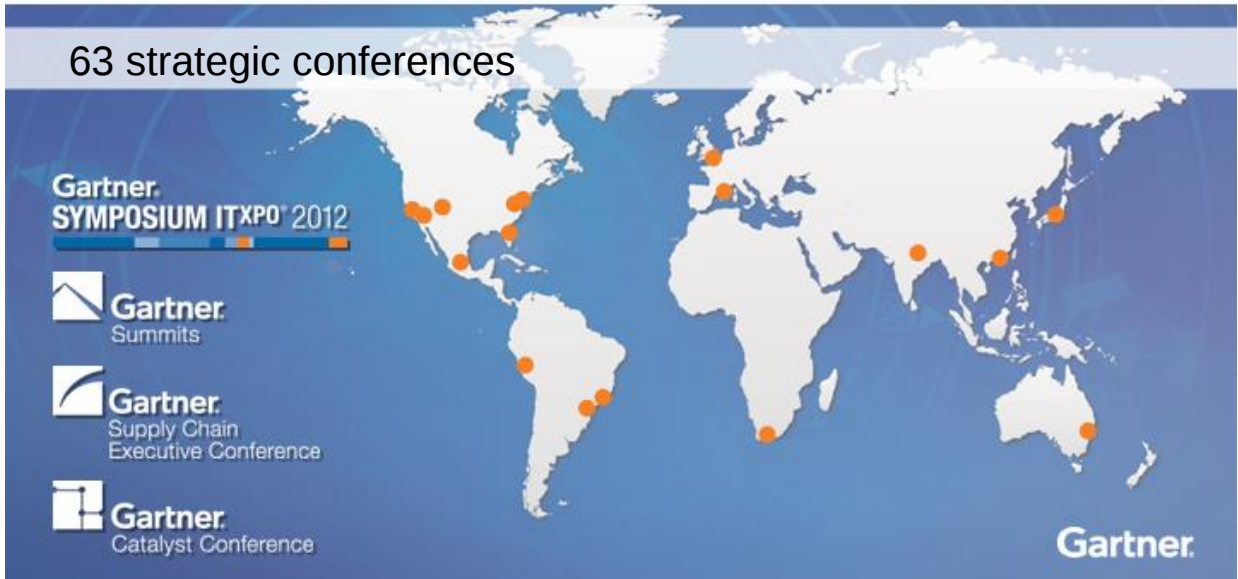 63 strategic conferences
Gartner.
SYMPOSIUM ITXPO® 2012
Gartner.
Summits
Gartner.
Supply Chain
Executive Conference
Gartner.
Catalyst Conference
Gartner.